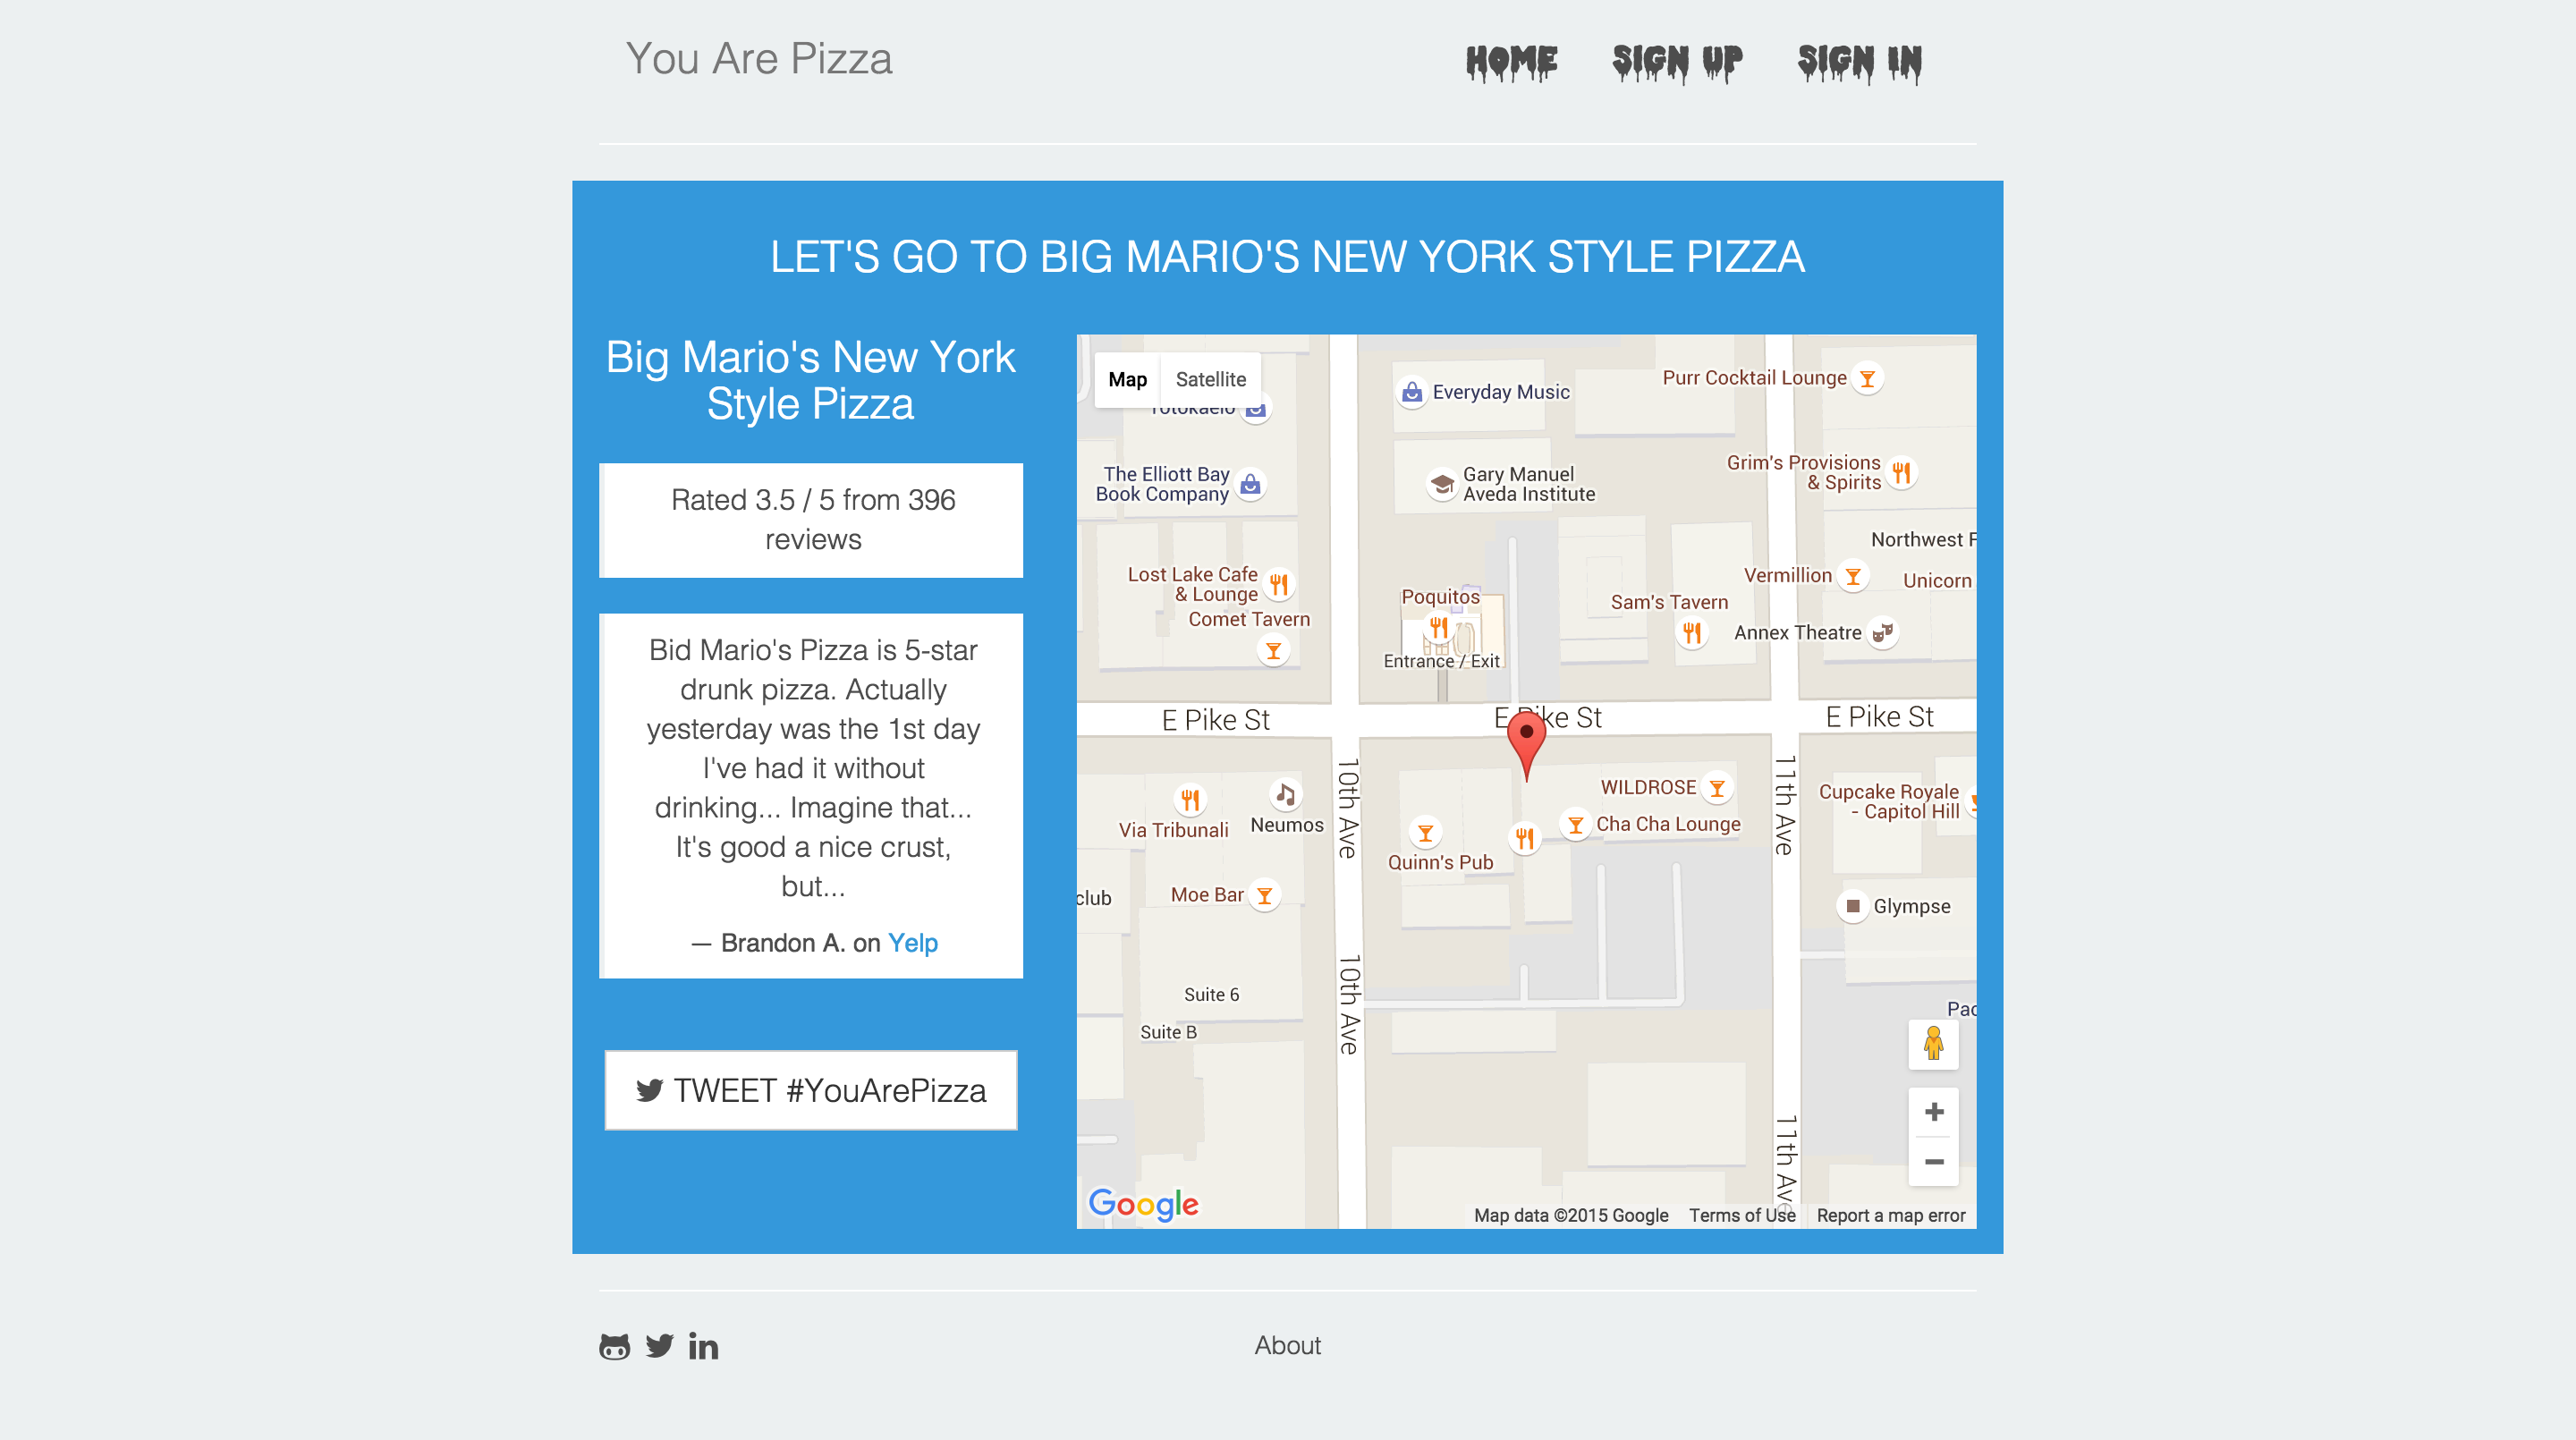 You Are Pizza
HOME SIGN UP SIGN IN
LET'S GO TO BIG MARIO'S NEW YORK STYLE PIZZA
Big Mario's New York
Style Pizza
Rated 3.5 / 5 from 396
reviews
Bid Mario's Pizza is 5-star
drunk pizza. Actually
yesterday was the 1st day
I've had it without
drinking... Imagine that...
It's good a nice crust,
but...
— Brandon A. on Yelp
TWEET #YouArePizza
Map Satellite
Everyday Music
Purr Cocktail Lounge
The Elliott Bay
Book Company
Gary Manuel
Aveda Institute
Grim's Provisions
& Spirits
Northwest F
Lost Lake Cafe
& Lounge
Comet Tavern
Poquitos
Entrance / Exit
Sam's Tavern
Vermillion
Unicorn
Annex Theatre
E Pike St
E Pike St
E Pike St
10th Ave
11th Ave
WILDROSE
Cha Cha Lounge
Cupcake Royale
- Capitol Hill
Via Tribunali
Neumos
Quinn's Pub
Moe Bar
club
Glympse
10th Ave
Suite 6
Suite B
Pac
11th Ave
Google
Map data ©2015 Google Terms of Use Report a map error
About